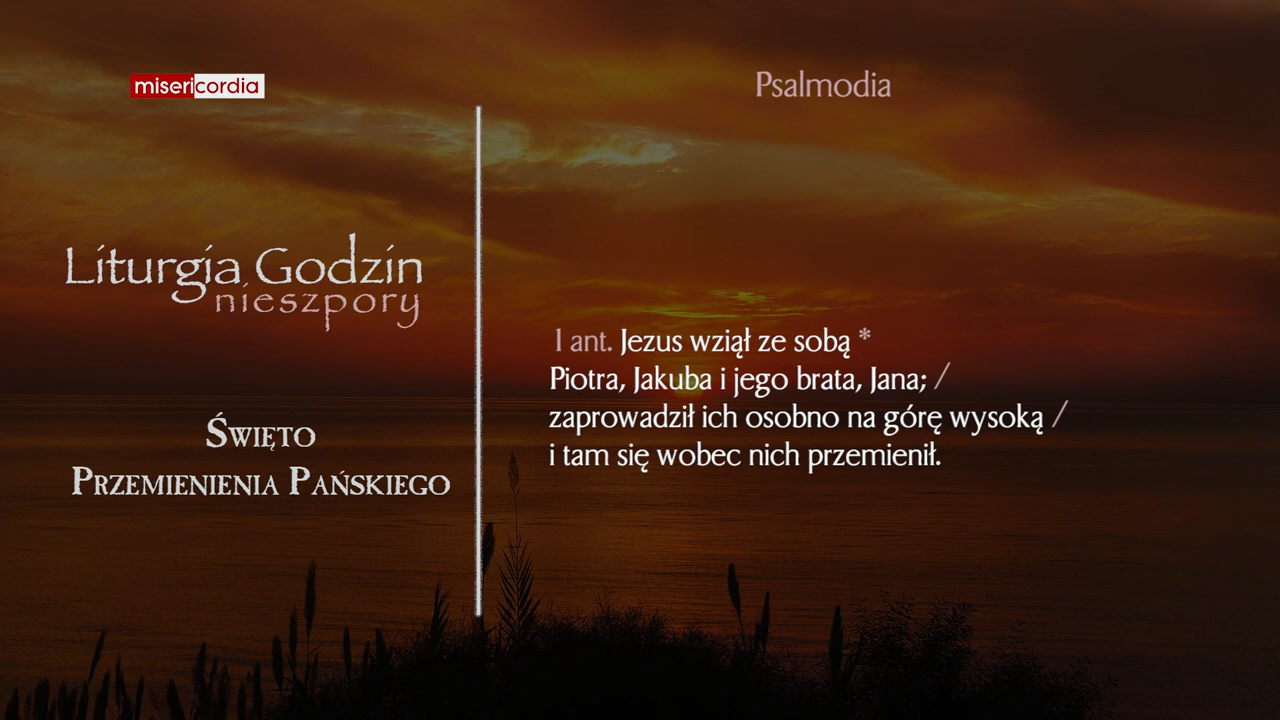 misericordia
Psalmodia
Liturgia Godzin
nieszpory
Święto
Przemienienia Pańskiego
1 ant. Jezus wziął ze sobą *
Piotra, Jakuba i jego brata, Jana; /
zaprowadził ich osobno na górę wysoką /
i tam się wobec nich przemienił.